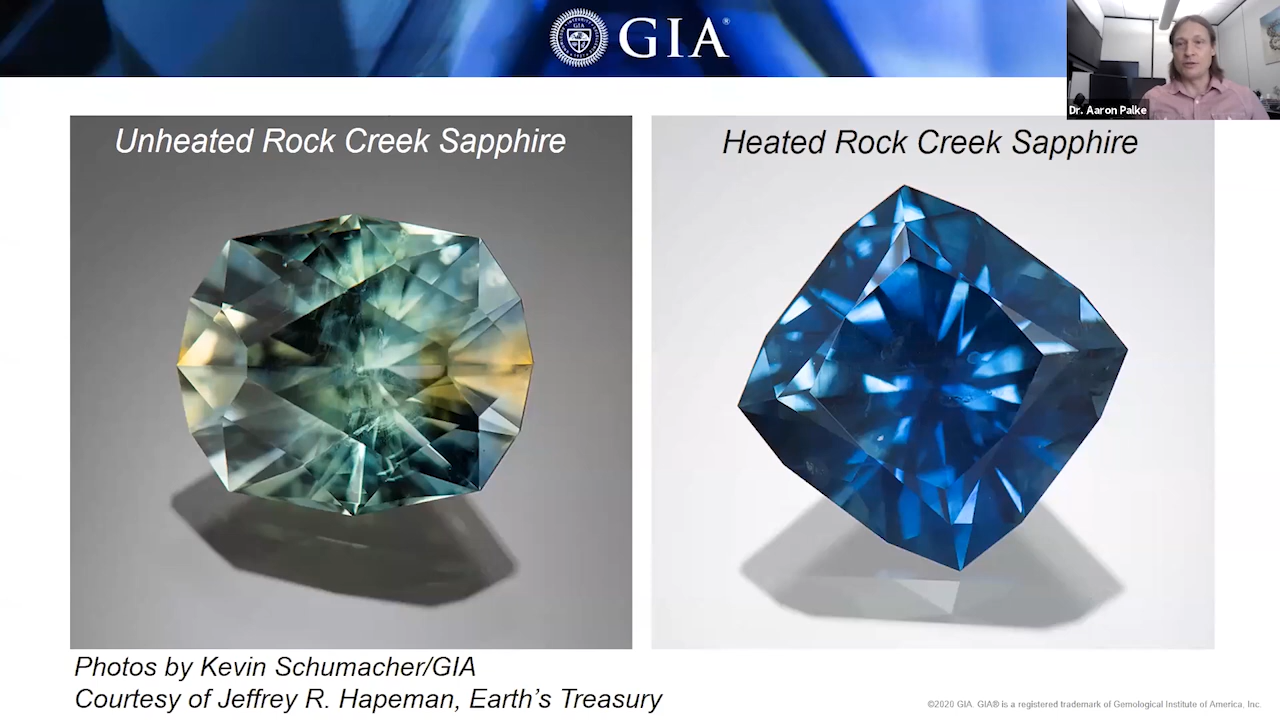 GIA®
Dr. Aaron Palke
Unheated Rock Creek Sapphire
Heated Rock Creek Sapphire
Photos by Kevin Schumacher/GIA
Courtesy of Jeffrey R. Hapeman, Earth’s Treasury
©2020 GIA. GIA® is a registered trademark of Gemological Institute of America, Inc.